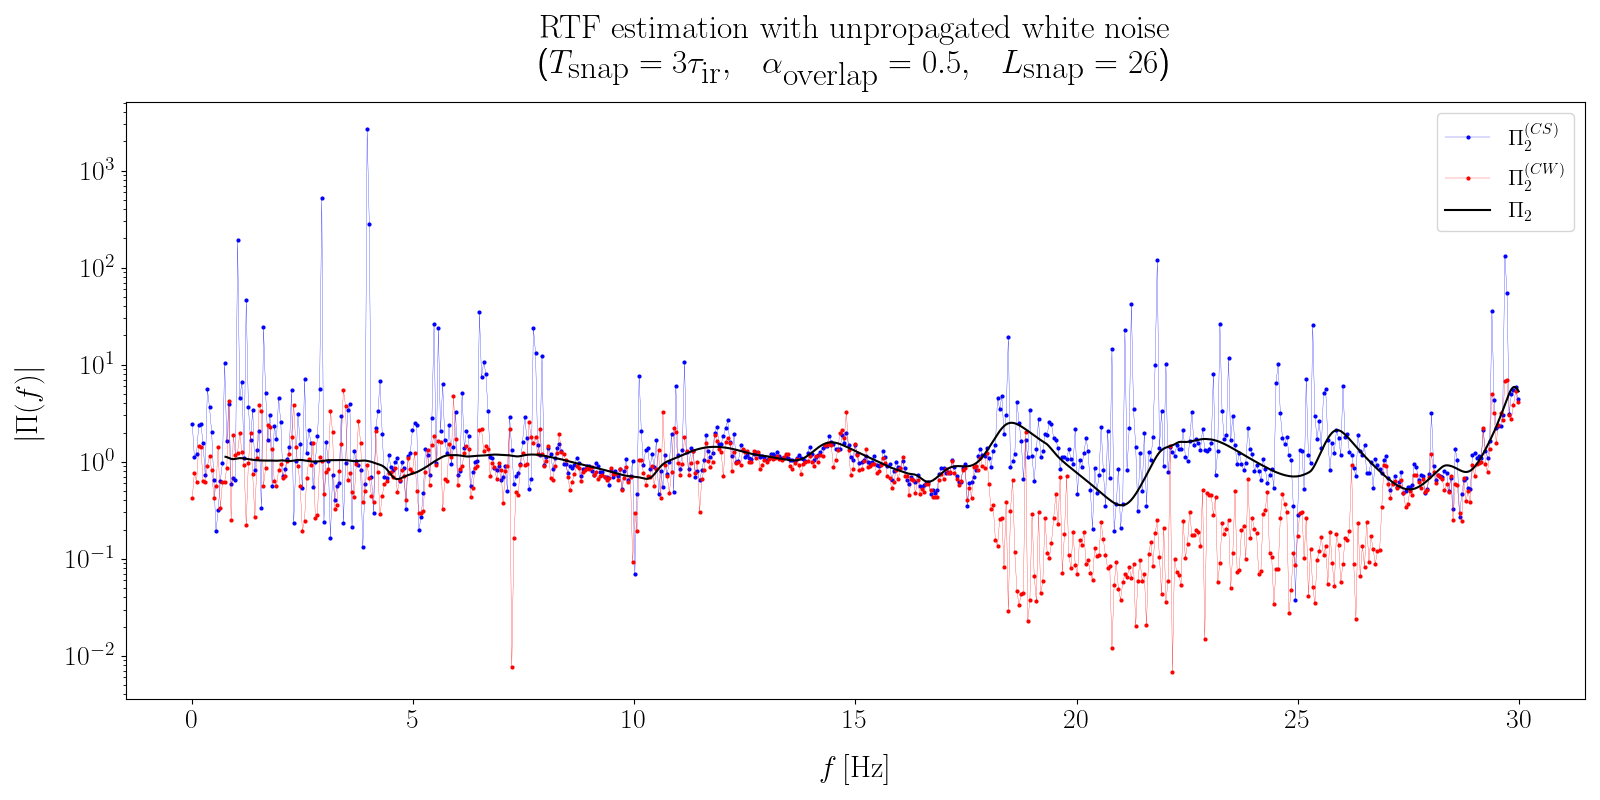 RTF estimation with unpropagated white noise
(T_snap = 3τ_ir, α_overlap = 0.5, L_snap = 26)
Π_2^(CS)
Π_2^(CW)
Π_2
|Π(f)|
10^3
10^2
10^1
10^0
10^−1
10^−2
0 5 10 15 20 25 30
f [Hz]